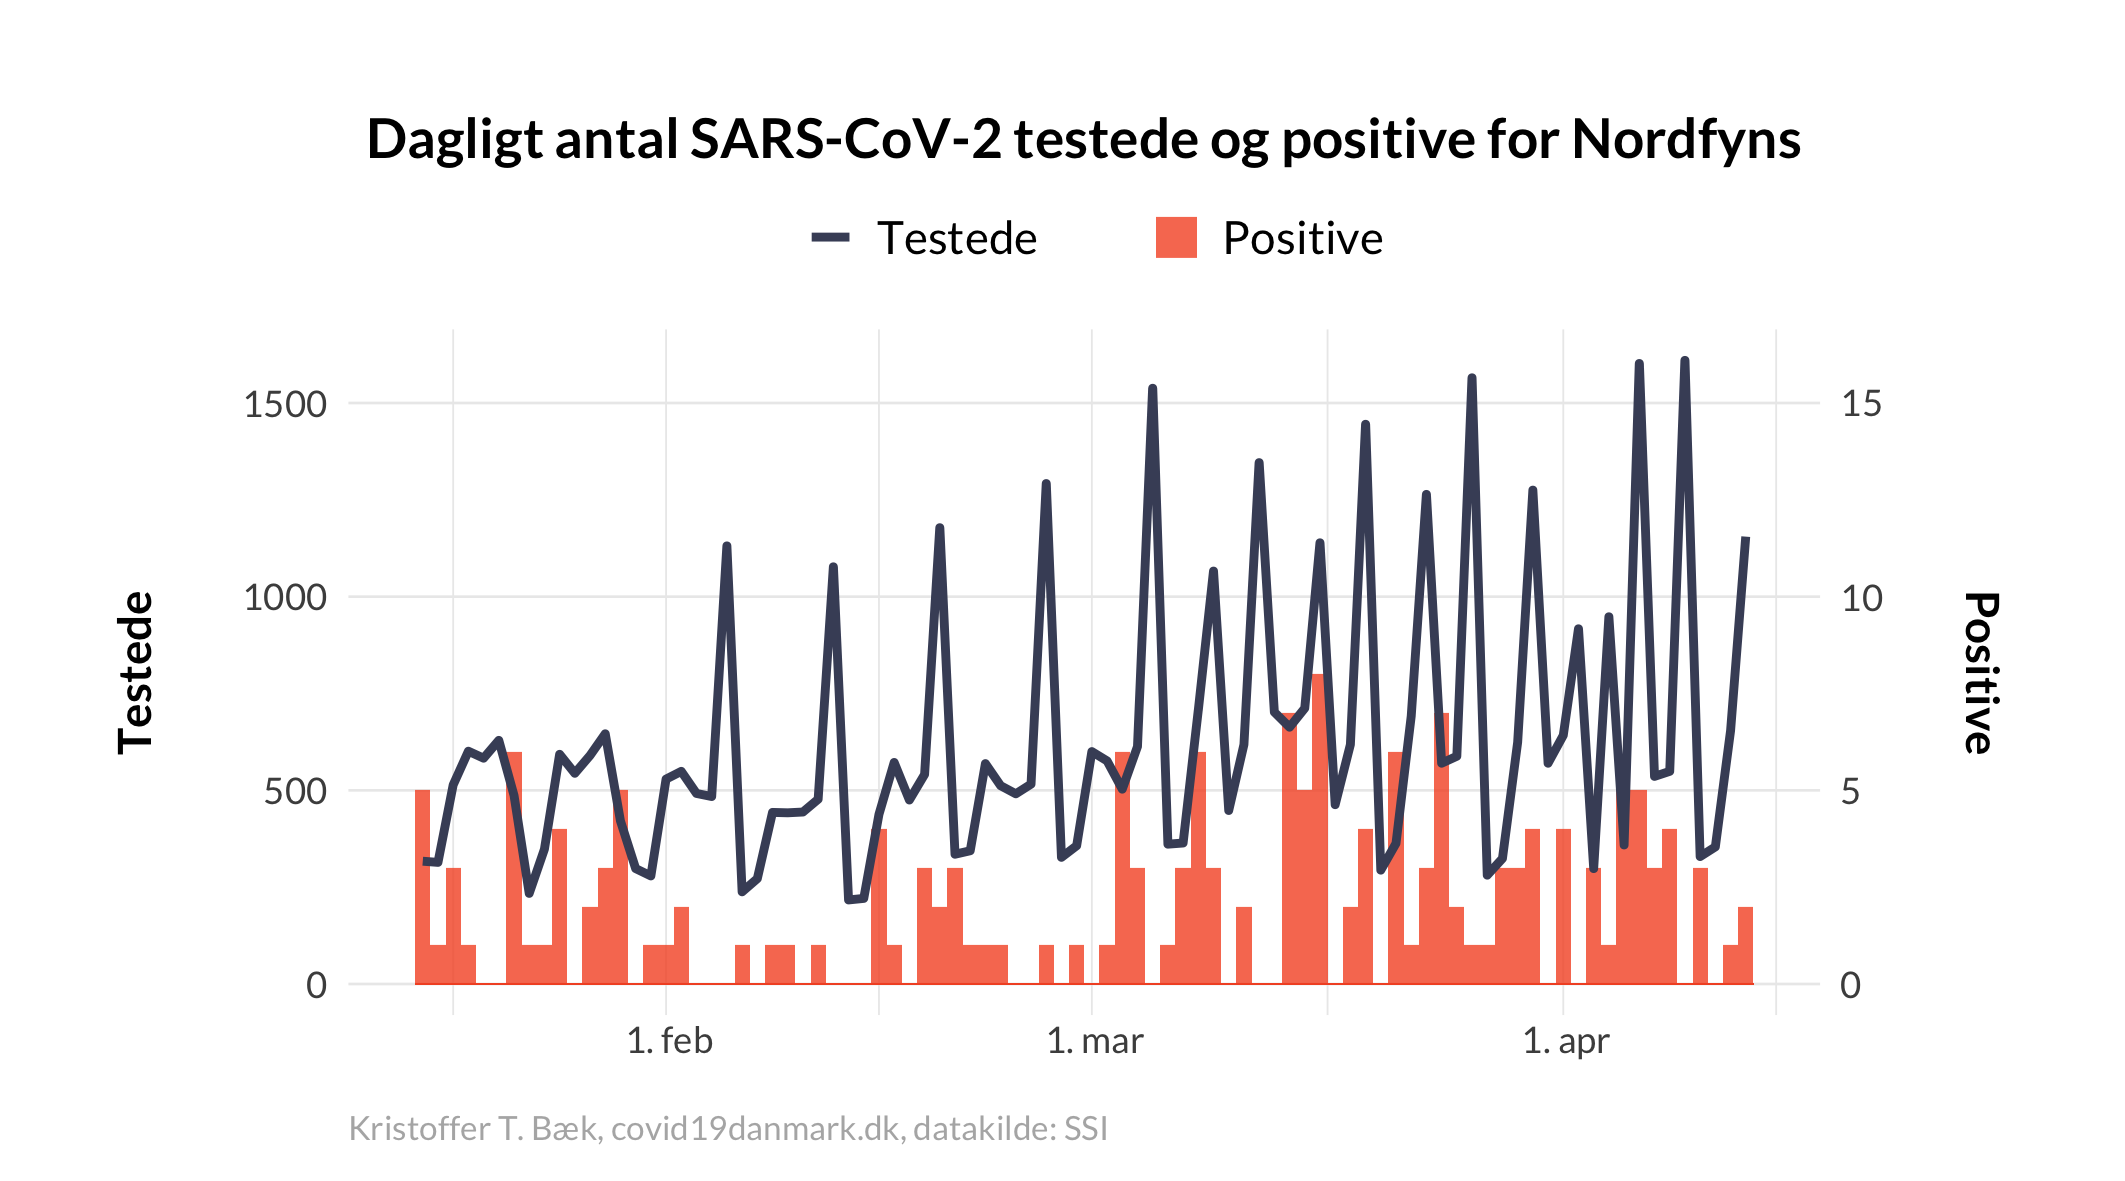 Dagligt antal SARS-CoV-2 testede og positive for Nordfyns
Testede Positive
1500 15
1000 10
500 5
0 0
Testede
Positive
1. feb 1. mar 1. apr
Kristoffer T. Bæk, covid19danmark.dk, datakilde: SSI